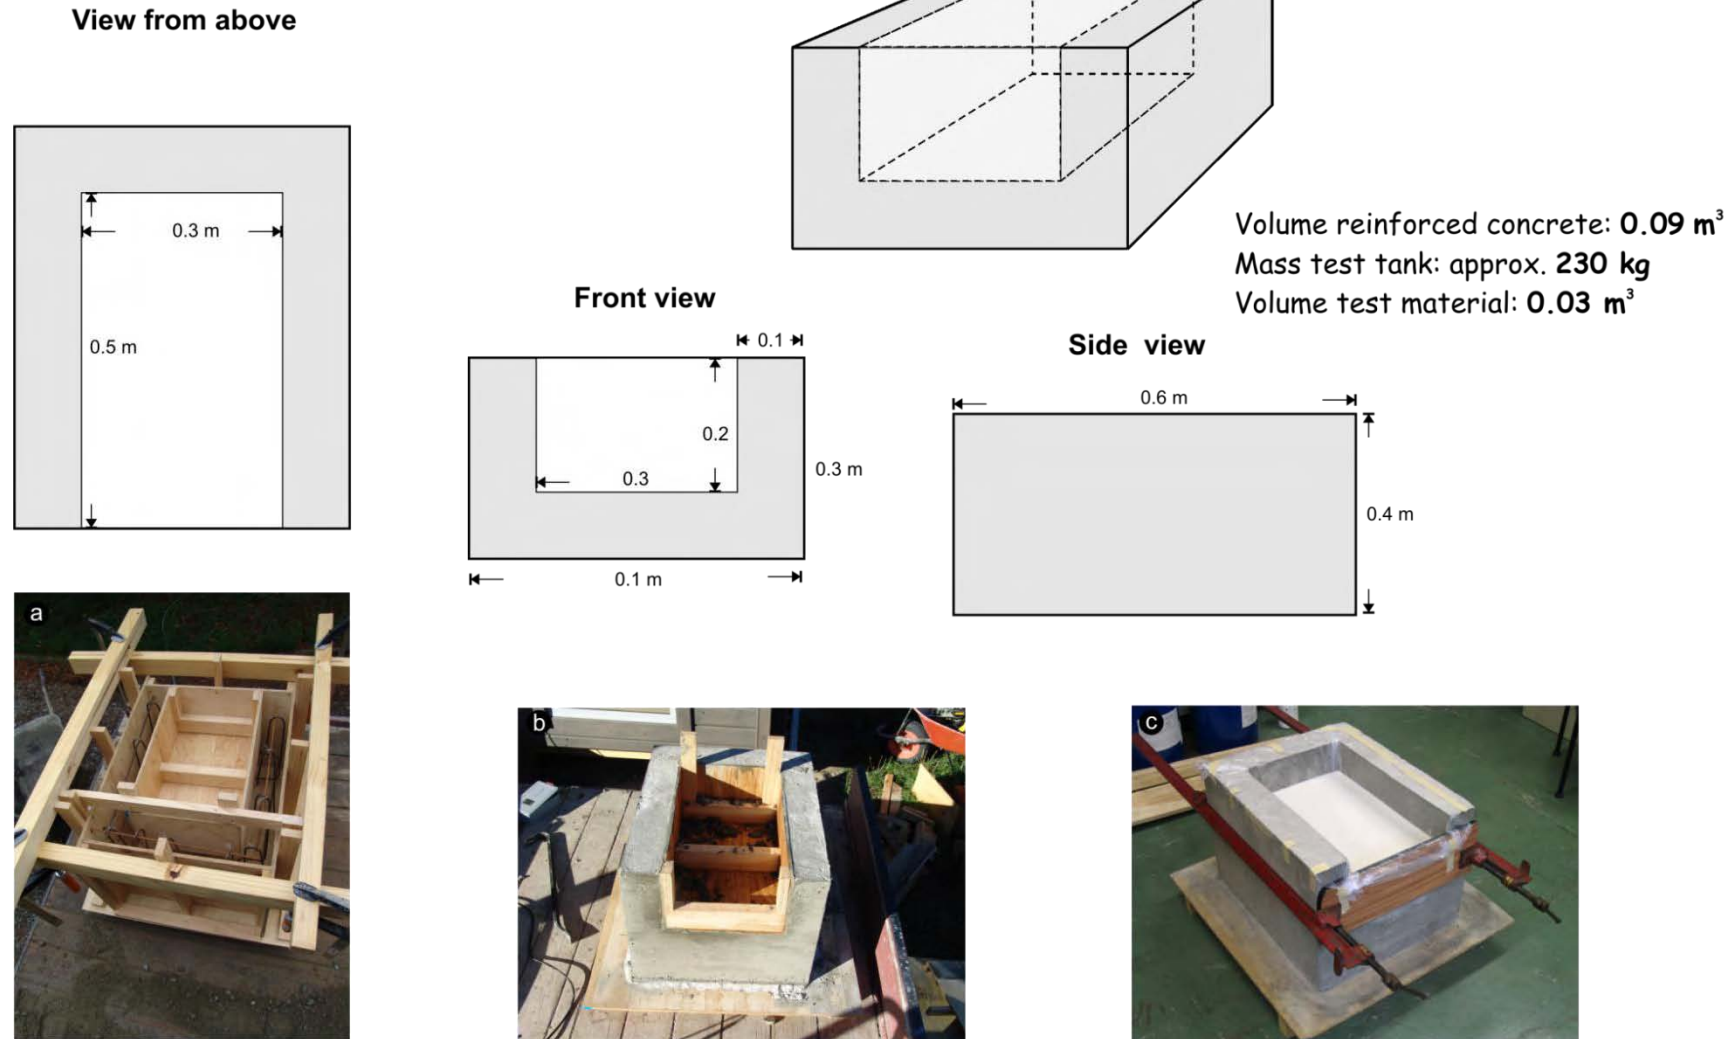 View from above
0.3 m
0.5 m
Volume reinforced concrete: 0.09 m³
Mass test tank: approx. 230 kg
Volume test material: 0.03 m³
Front view
0.1
0.2
0.3
0.3 m
0.1 m
Side view
0.6 m
0.4 m
a
b
c